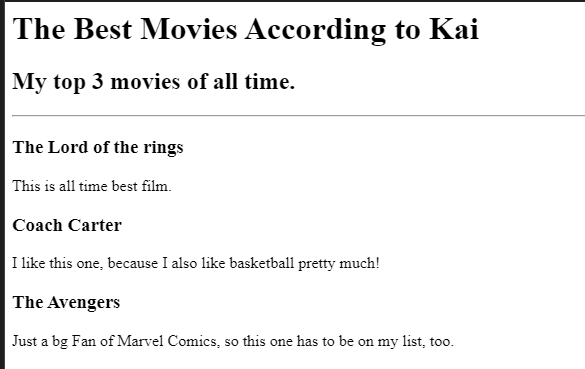 The Best Movies According to Kai
My top 3 movies of all time.
The Lord of the rings
This is all time best film.
Coach Carter
I like this one, because I also like basketball pretty much!
The Avengers
Just a bg Fan of Marvel Comics, so this one has to be on my list, too.